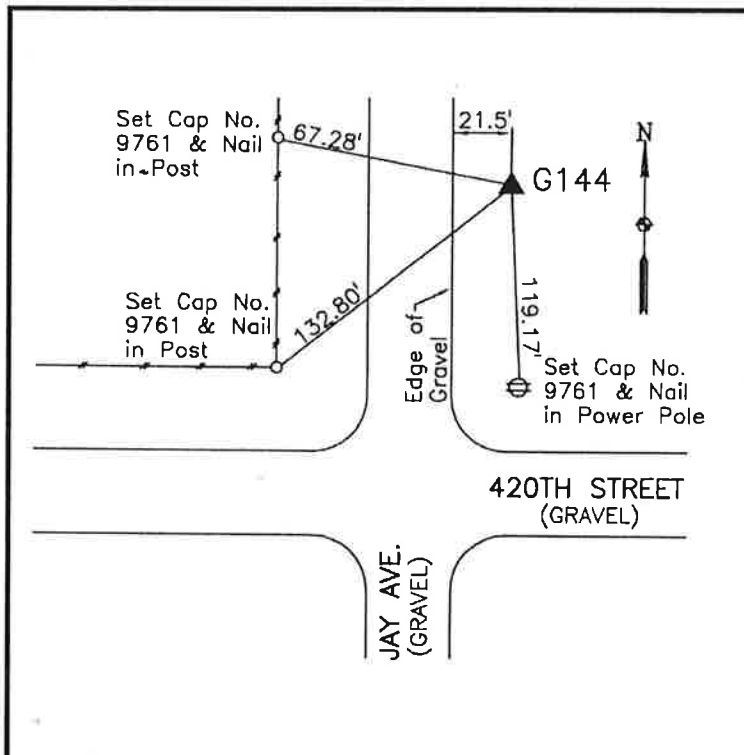 Set Cap No.
9761 & Nail
in Post
67.28'
21.5'
N
G144
Set Cap No.
9761 & Nail
in Post
132.80'
119.17'
Edge of
Gravel
Set Cap No.
9761 & Nail
in Power Pole
420TH STREET
(GRAVEL)
JAY AVE.
(GRAVEL)